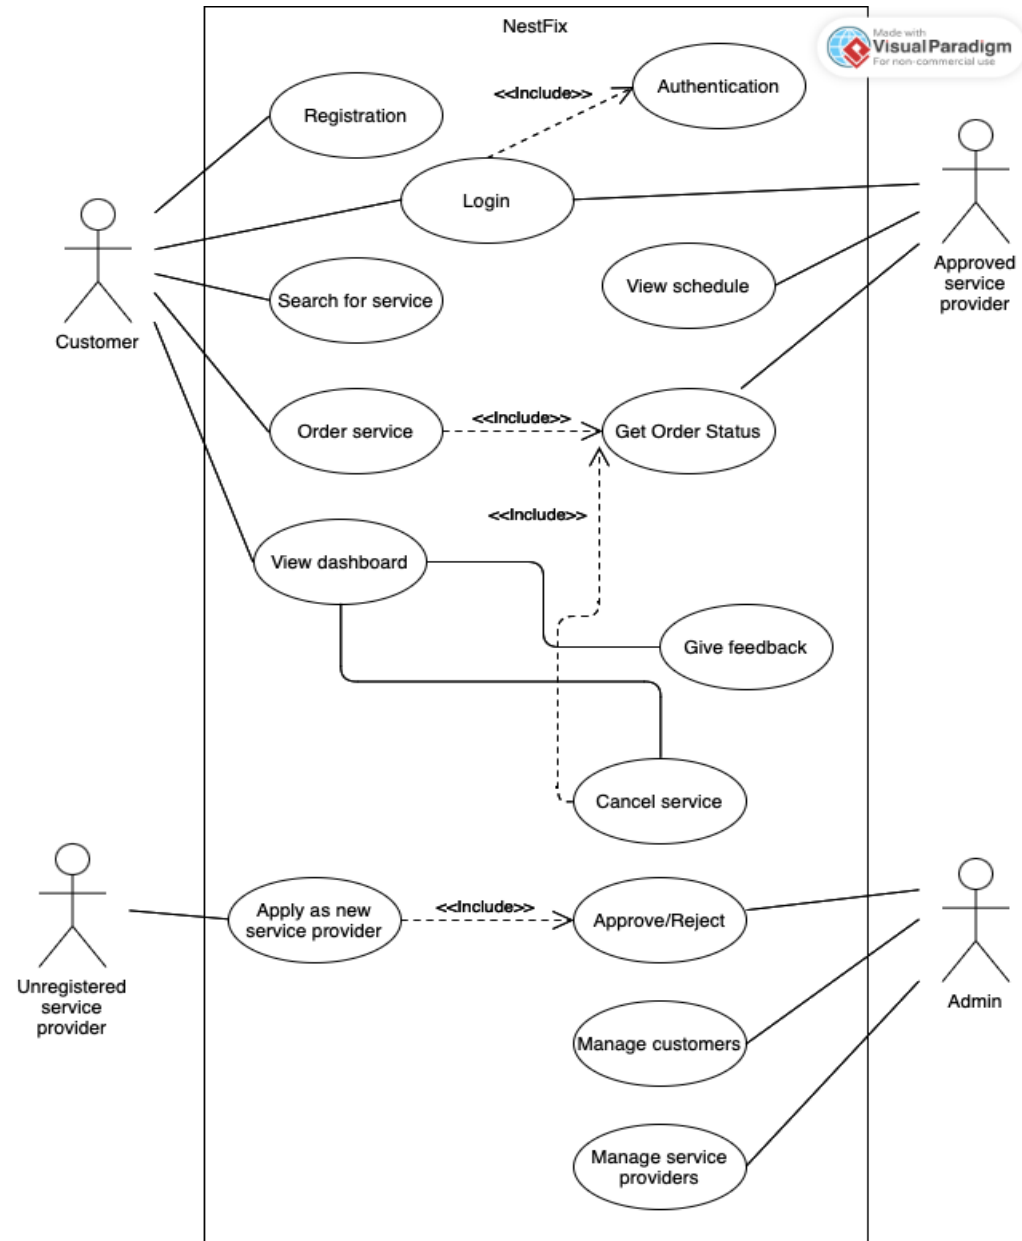 NestFix
Made with
VisualParadigm
For non-commercial use
<<Include>>
Authentication
Registration
Login
Approved
service
provider
Customer
Search for service
View schedule
Order service
<<Include>>
Get Order Status
<<Include>>
View dashboard
Give feedback
Cancel service
Unregistered
service
provider
Apply as new
service provider
<<Include>>
Approve/Reject
Admin
Manage customers
Manage service
providers